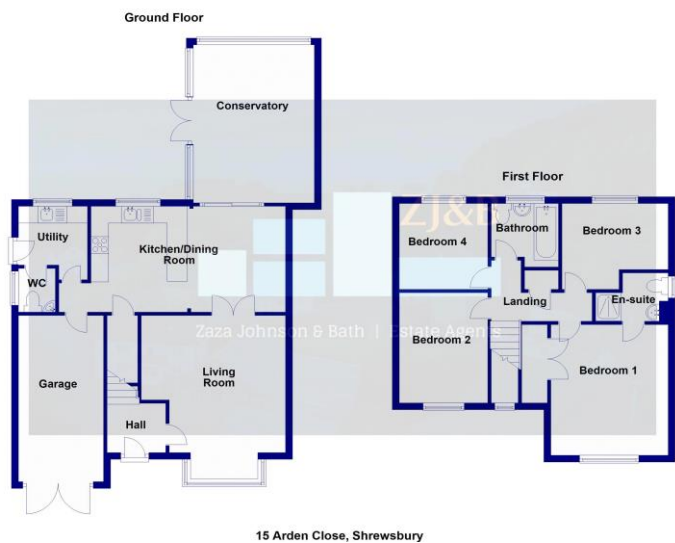 Ground Floor
Conservatory
Utility
Kitchen/Dining
Room
WC
Garage
Living
Room
Hall
First Floor
ZJ&B
Bedroom 4
Bathroom
Bedroom 3
En-suite
Landing
Bedroom 2
Bedroom 1
Zaza Johnson & Bath | Estate Agents
15 Arden Close, Shrewsbury